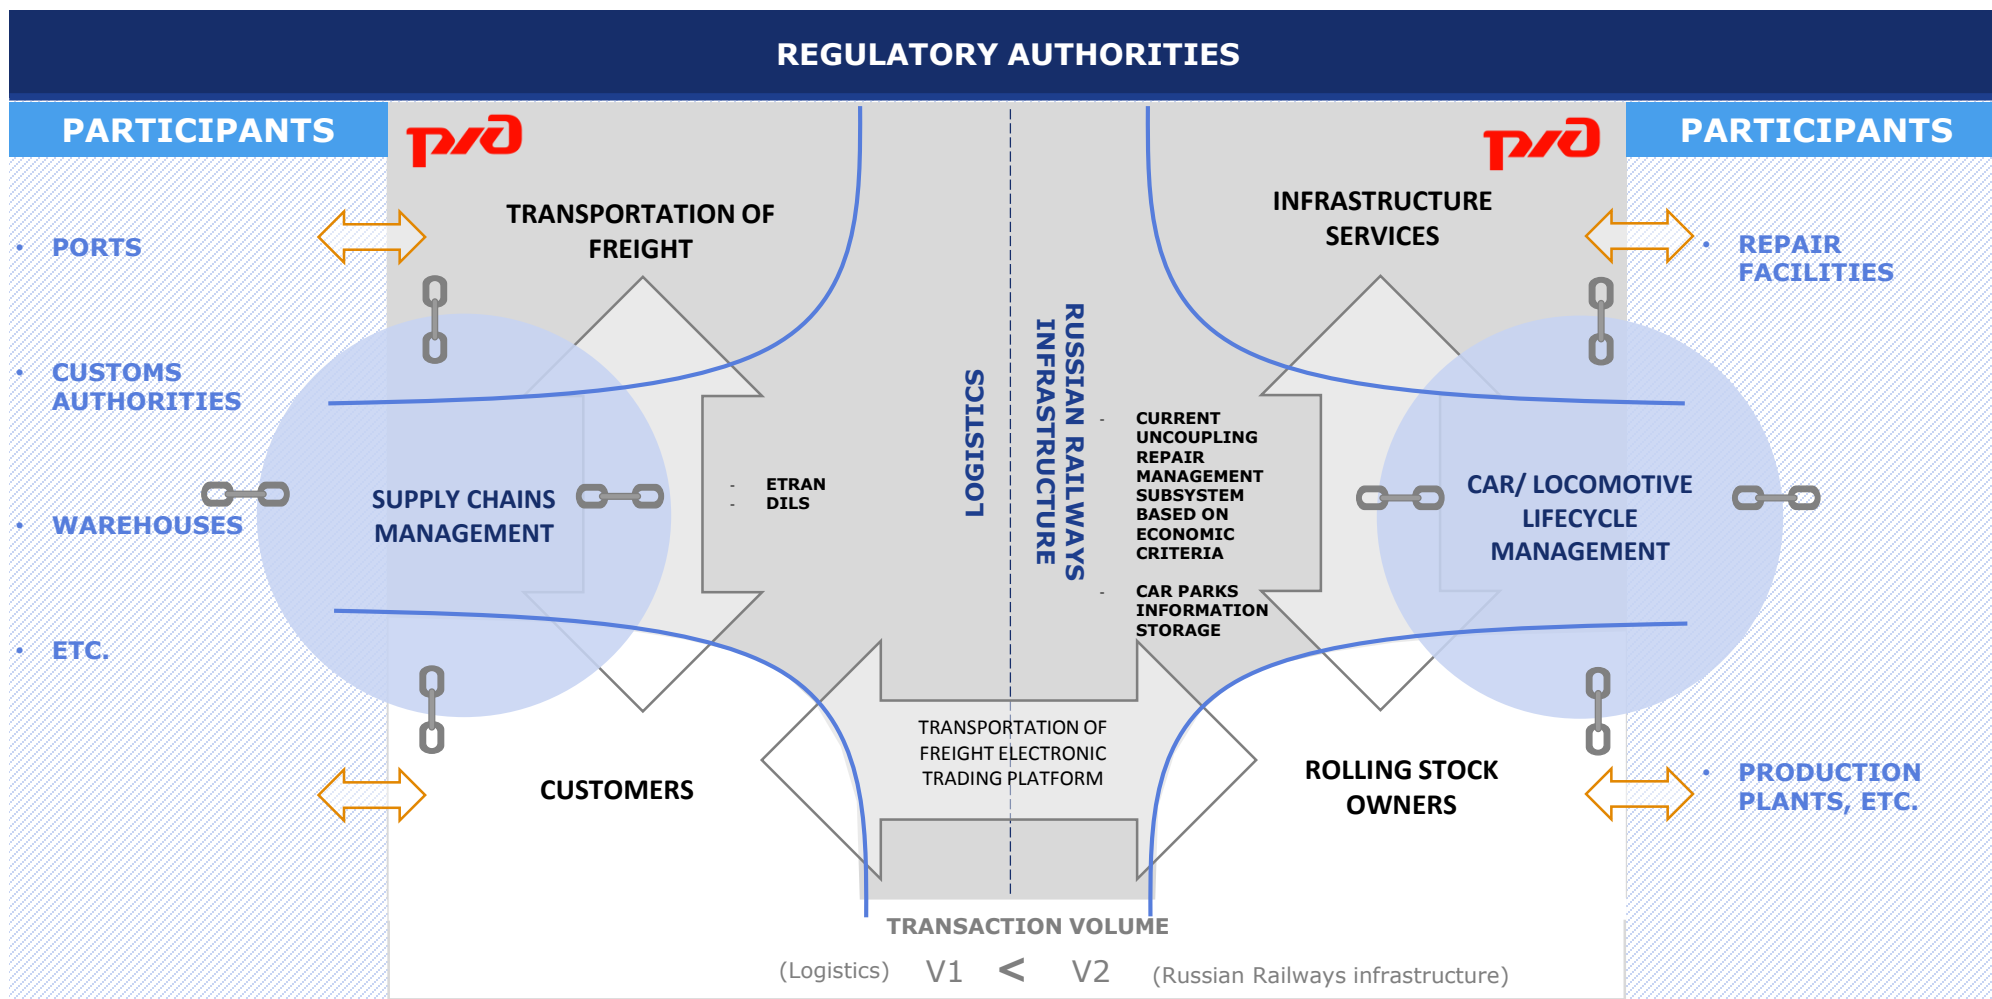 REGULATORY AUTHORITIES
PARTICIPANTS
• PORTS
• CUSTOMS
AUTHORITIES
• WAREHOUSES
• ETC.
ржд
TRANSPORTATION OF
FREIGHT
SUPPLY CHAINS
MANAGEMENT
- ETRAN
- DILS
CUSTOMERS
LOGISTICS
RUSSIAN RAILWAYS
INFRASTRUCTURE
- CURRENT
UNCOUPLING
REPAIR
MANAGEMENT
SUBSYSTEM
BASED ON
ECONOMIC
CRITERIA
- CAR PARKS
INFORMATION
STORAGE
TRANSPORTATION OF
FREIGHT ELECTRONIC
TRADING PLATFORM
ржд
INFRASTRUCTURE
SERVICES
CAR/ LOCOMOTIVE
LIFECYCLE
MANAGEMENT
ROLLING STOCK
OWNERS
PARTICIPANTS
• REPAIR
FACILITIES
• PRODUCTION
PLANTS, ETC.
TRANSACTION VOLUME
(Logistics) V1 < V2 (Russian Railways infrastructure)